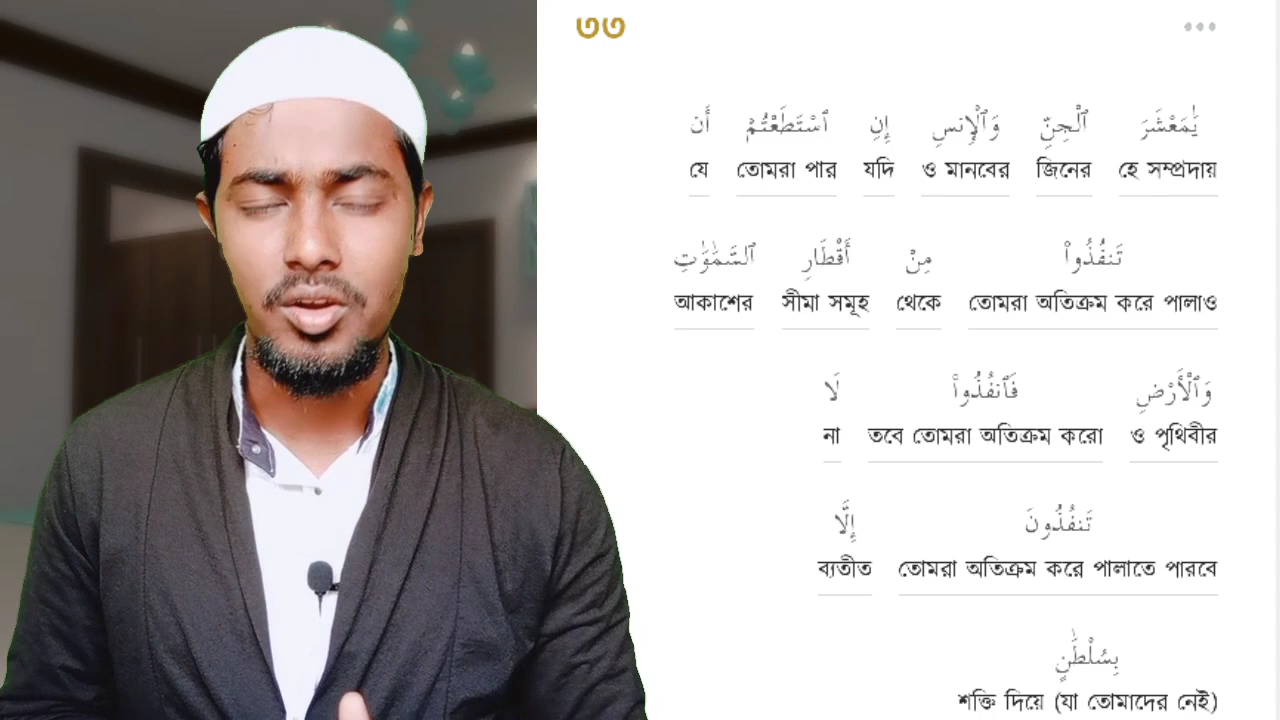 ৩৩
يَٰمَعْشَرَ ٱلْجِنِّ وَٱلْإِنسِ إِنِ ٱسْتَطَعْتُمْ أَن
হে সম্প্রদায় জিনের ও মানবের যদি তোমরা পার যে
تَنفُذُوا۟ مِنْ أَقْطَارِ ٱلسَّمَٰوَٰتِ
তোমরা অতিক্রম করে পালাও থেকে সীমা সমূহ আকাশের
وَٱلْأَرْضِ فَٱنفُذُوا۟ لَا
ও পৃথিবীর তবে তোমরা অতিক্রম করো না
تَنفُذُونَ إِلَّا
তোমরা অতিক্রম করে পালাতে পারবে ব্যতীত
بِسُلْطَٰنٍ
শক্তি দিয়ে (যা তোমাদের নেই)